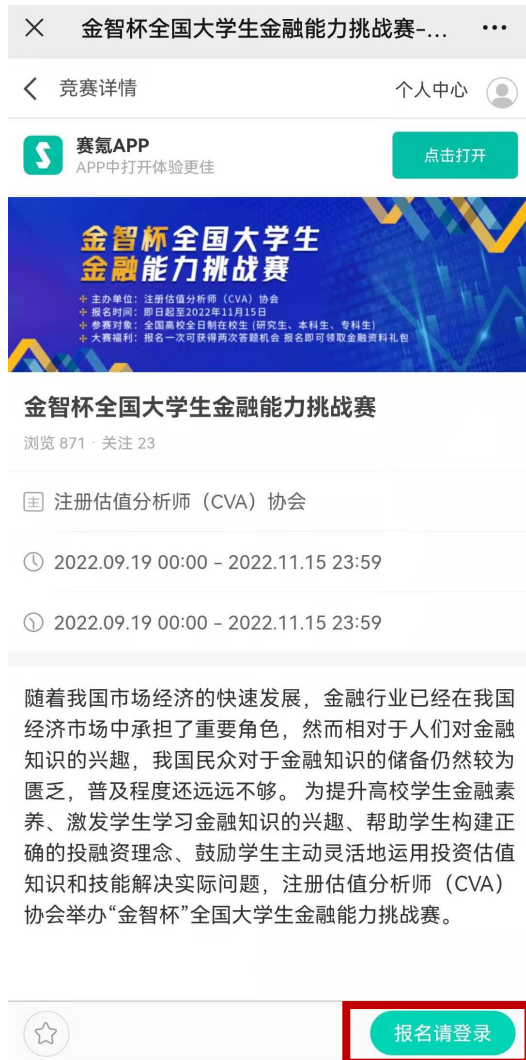 金智杯全国大学生金融能力挑战赛-...
竞赛详情
个人中心
赛氪APP
APP中打开体验更佳
点击打开
金智杯全国大学生
金融能力挑战赛
主办单位：注册估值分析师（CVA）协会
报名时间：即日起至2022年11月15日
参赛对象：全国高校全日制在校生 (研究生、本科生、专科生)
大赛福利：报名一次可获得两次答题机会 报名即可领取金融资料礼包
金智杯全国大学生金融能力挑战赛
浏览 871 · 关注 23
主 注册估值分析师（CVA）协会
2022.09.19 00:00 - 2022.11.15 23:59
2022.09.19 00:00 - 2022.11.15 23:59
随着我国市场经济的快速发展，金融行业已经在我国
经济市场中承担了重要角色，然而相对于人们对金融
知识的兴趣，我国民众对于金融知识的储备仍然较为
匮乏，普及程度还远远不够。 为提升高校学生金融素
养、激发学生学习金融知识的兴趣、帮助学生构建正
确的投融资理念、鼓励学生主动灵活地运用投资估值
知识和技能解决实际问题，注册估值分析师（CVA）
协会举办“金智杯”全国大学生金融能力挑战赛。
报名请登录